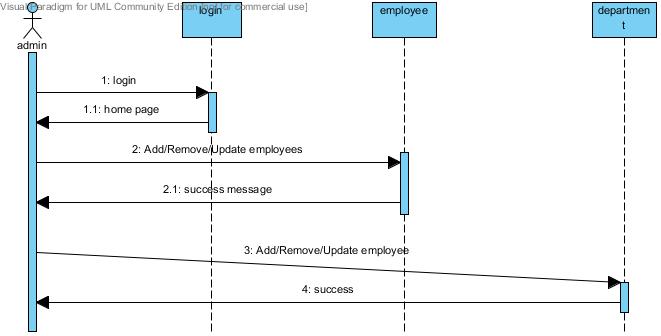 Visual Paradigm for UML Community Edition [not for commercial use]
login
employee
departmen
t
admin
1: login
1.1: home page
2: Add/Remove/Update employees
2.1: success message
3: Add/Remove/Update employee
4: success